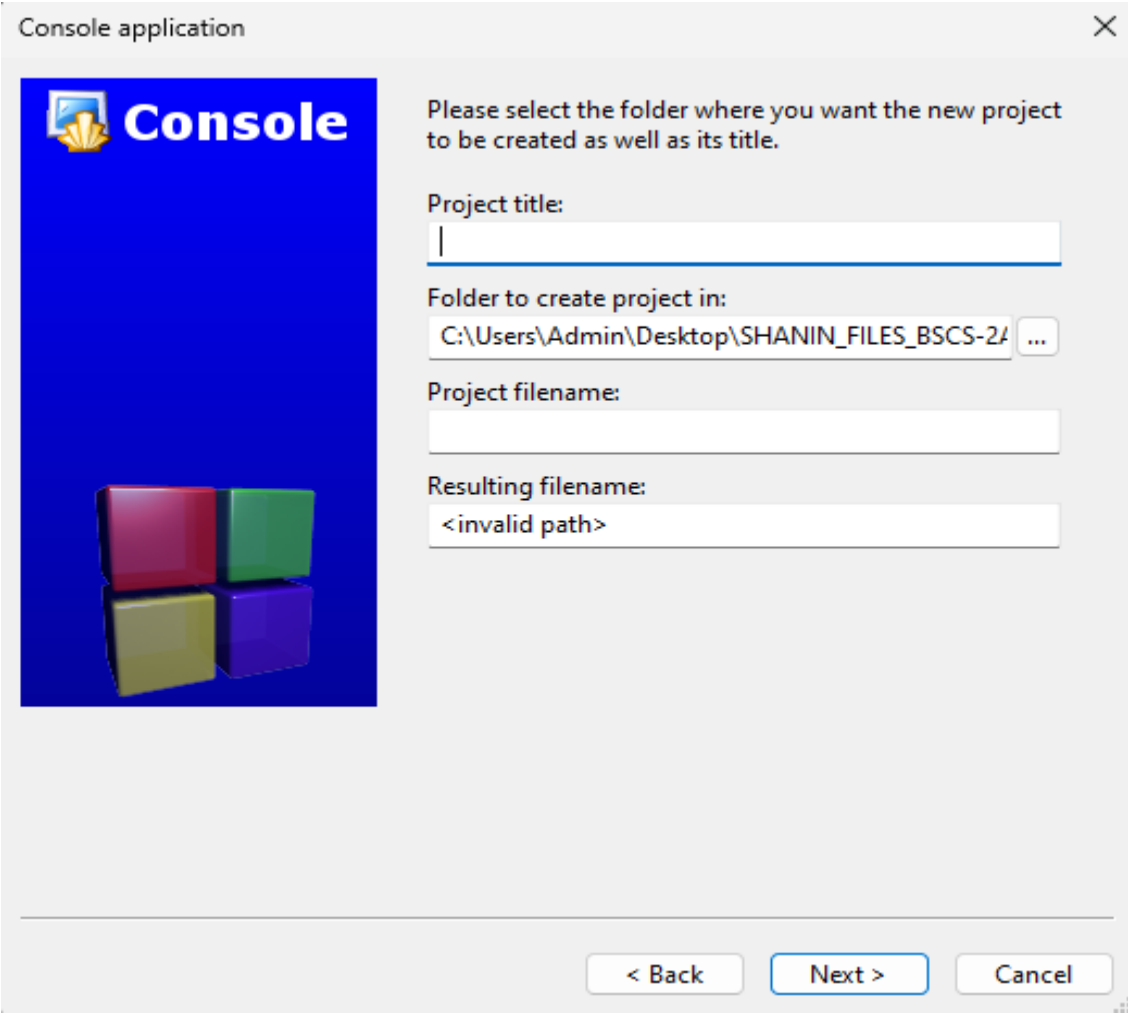 Console application
Console
Please select the folder where you want the new project
to be created as well as its title.
Project title:
Folder to create project in:
C:\Users\Admin\Desktop\SHANIN_FILES_BSCS-2A
...
Project filename:
Resulting filename:
<invalid path>
< Back
Next >
Cancel